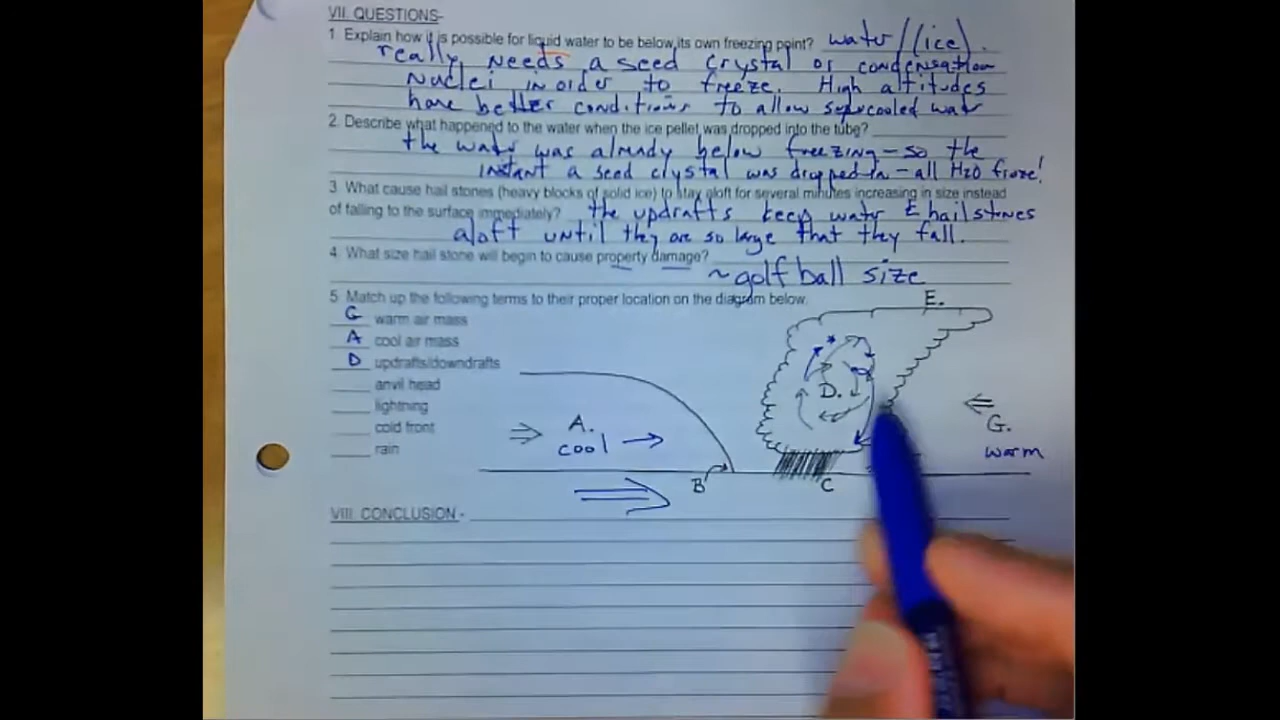 VII. QUESTIONS-
1. Explain how it is possible for liquid water to be below its own freezing point? water/(ice).
really needs a seed crystal or condensation
Nuclei in order to freeze. High altitudes
have better conditions to allow supercooled water
2. Describe what happened to the water when the ice pellet was dropped into the tube?
the water was already below freezing - so the
instant a seed crystal was dropped in - all H2O froze!
3. What cause hail stones (heavy blocks of solid ice) to stay aloft for several minutes increasing in size instead
of falling to the surface immediately? the updrafts keep water & hailstones
aloft until they are so large that they fall.
4. What size hail stone will begin to cause property damage?
~golf ball size
5. Match up the following terms to their proper location on the diagram below.
E.
G warm air mass
A cool air mass
D updrafts/downdrafts
anvil head
D.
lightning
A.
G.
cold front
cool
rain
warm
B
C
VIII. CONCLUSION -